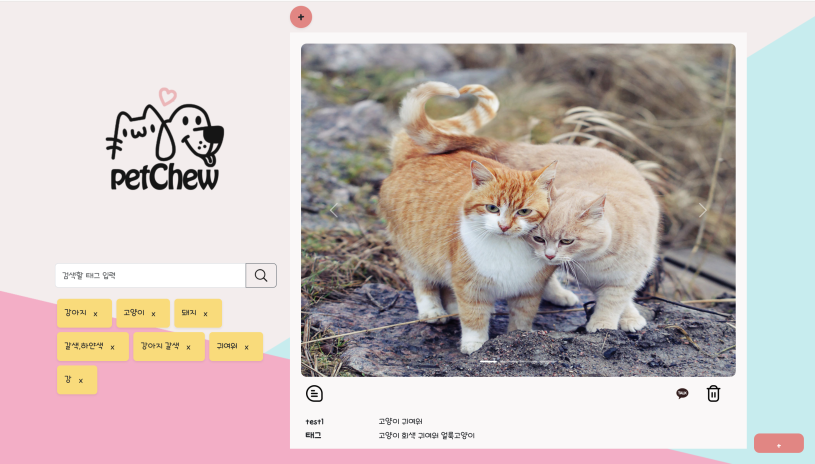 +
petChew
검색할 태그 입력
강아지 x
고양이 x
돼지 x
갈색,하얀색 x
강아지 갈색 x
귀여워 x
강 x
TALK
test1 고양이 귀여워
태그 고양이 회색 귀여워 얼룩고양이
+